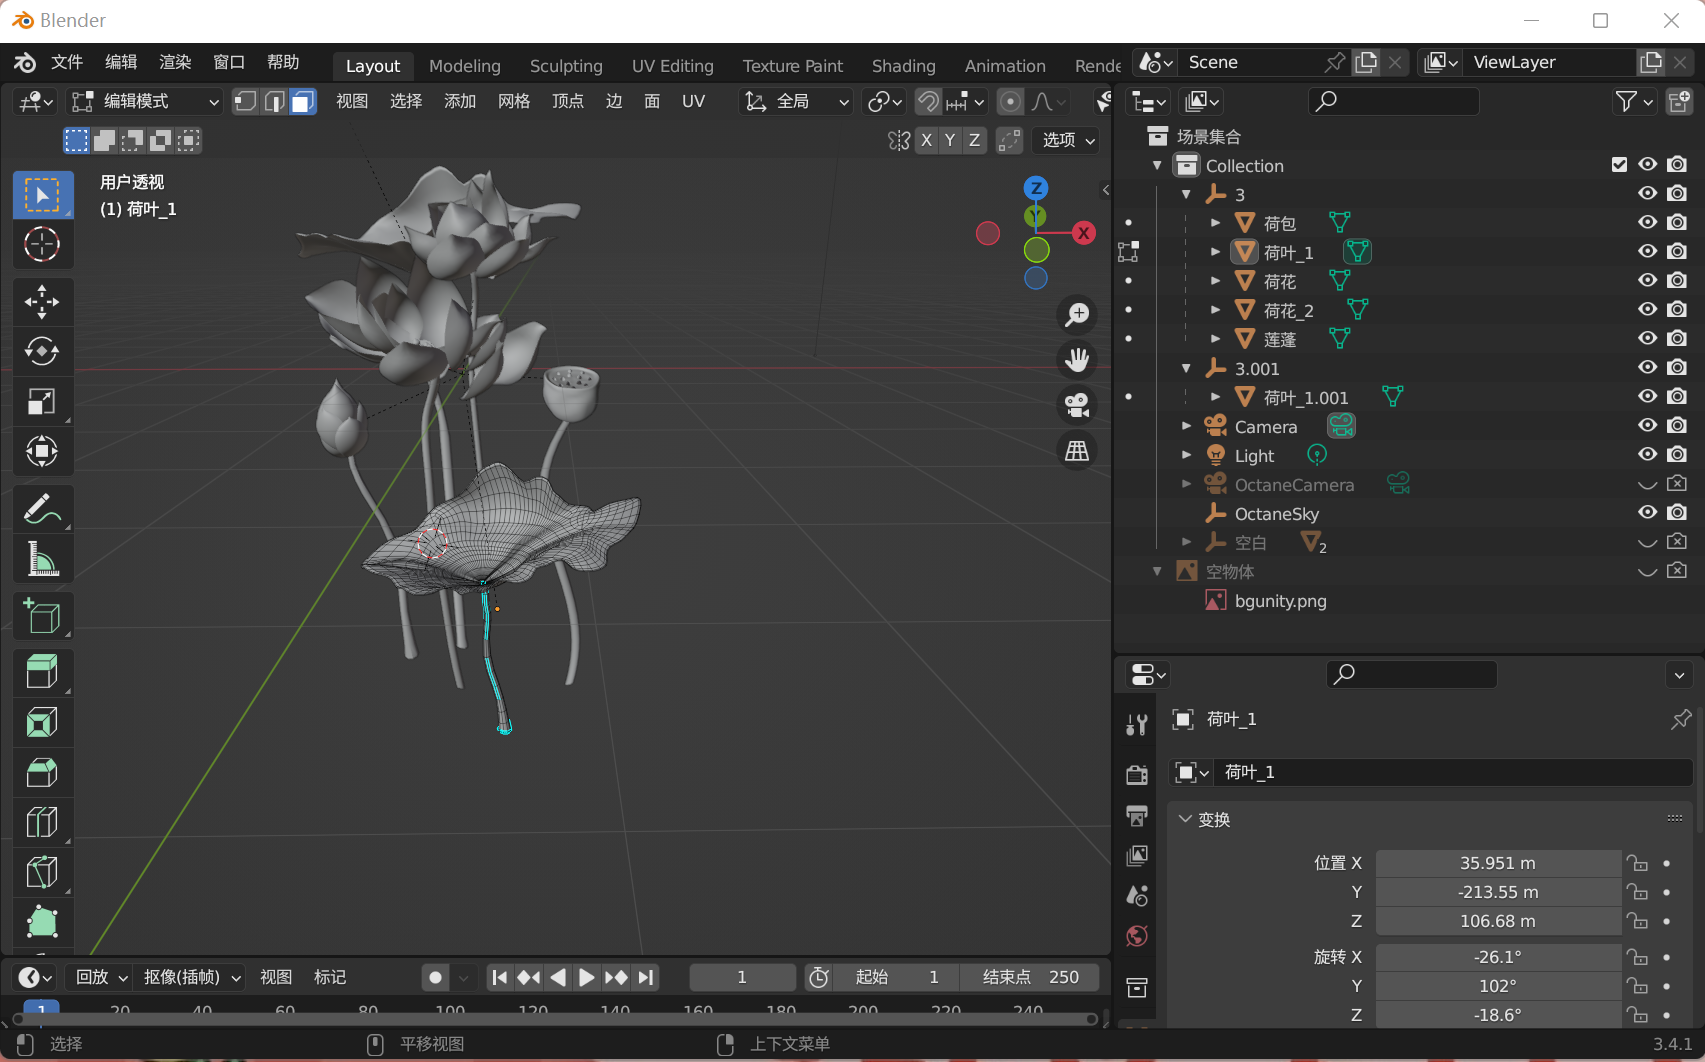 Blender
文件 编辑 渲染 窗口 帮助 Layout Modeling Sculpting UV Editing Texture Paint Shading Animation Rende Scene ViewLayer
编辑模式 视图 选择 添加 网格 顶点 边 面 UV 全局
X Y Z 选项
用户透视
(1) 荷叶_1
Z
Y
X
场景集合
Collection
3
荷包
荷叶_1
荷花
荷花_2
莲蓬
3.001
荷叶_1.001
Camera
Light
OctaneCamera
OctaneSky
空白 2
空物体
bgunity.png
荷叶_1
荷叶_1
变换
位置 X 35.951 m
Y -213.55 m
Z 106.68 m
旋转 X -26.1°
Y 102°
Z -18.6°
回放 抠像(插帧) 视图 标记 1 起始 1 结束点 250
1 20 40 60 80 100 120 140 160 180 200 220 240
选择 平移视图 上下文菜单 3.4.1